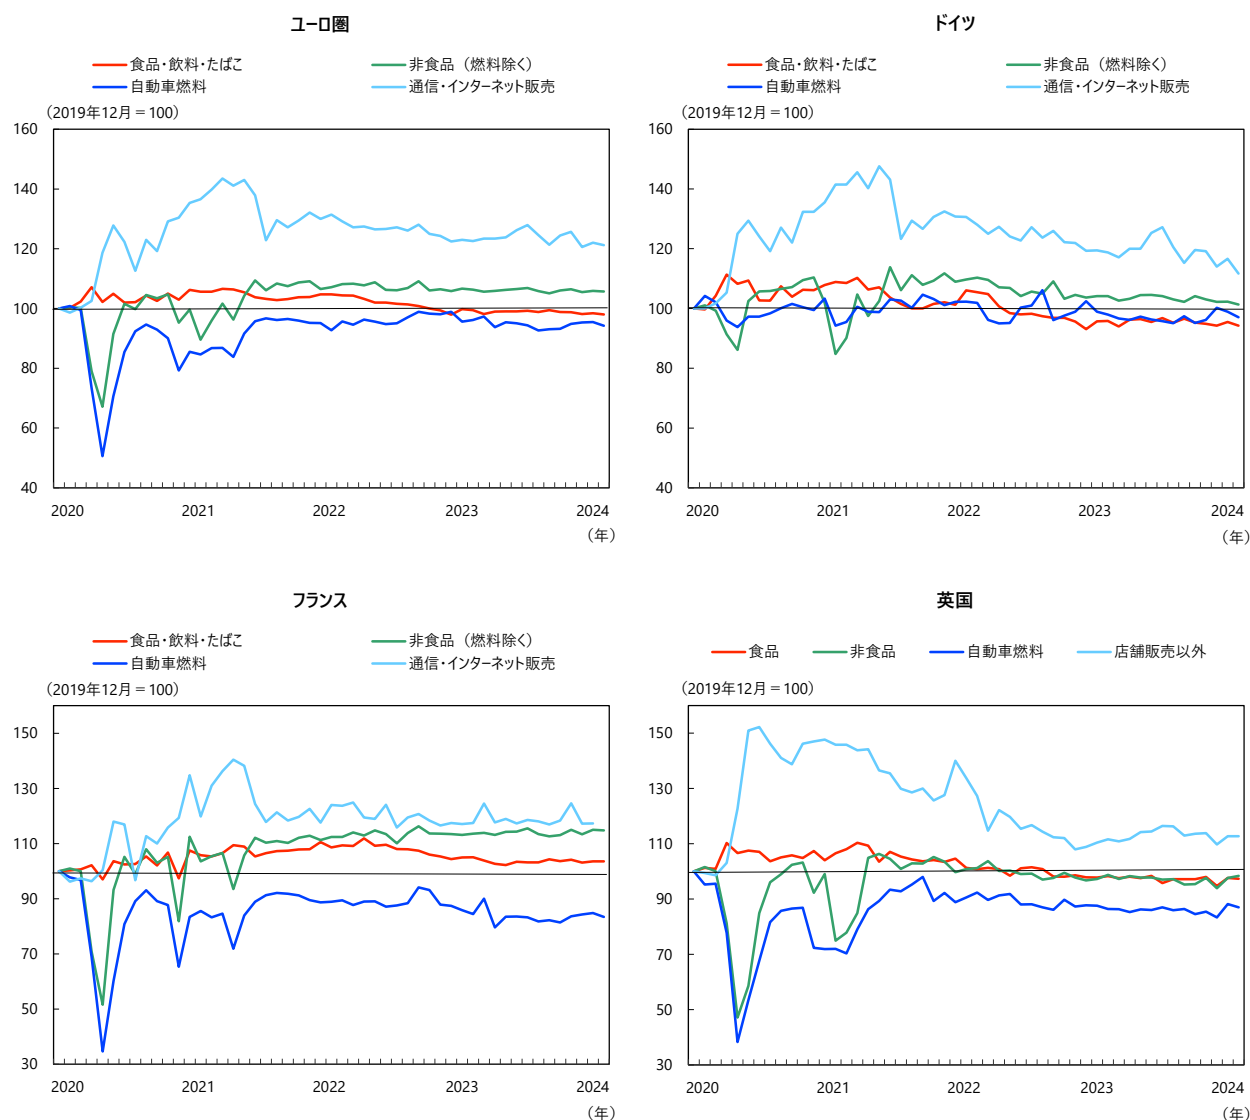 ユーロ圏
食品・飲料・たばこ
非食品（燃料除く）
自動車燃料
通信・インターネット販売
（2019年12月＝100）
160
140
120
100
80
60
40
2020
2021
2022
2023
2024
（年）
ドイツ
食品・飲料・たばこ
非食品（燃料除く）
自動車燃料
通信・インターネット販売
（2019年12月＝100）
160
140
120
100
80
60
40
2020
2021
2022
2023
2024
（年）
フランス
食品・飲料・たばこ
非食品（燃料除く）
自動車燃料
通信・インターネット販売
（2019年12月＝100）
150
130
110
90
70
50
30
2020
2021
2022
2023
2024
（年）
英国
食品
非食品
自動車燃料
店舗販売以外
（2019年12月＝100）
150
130
110
90
70
50
30
2020
2021
2022
2023
2024
（年）